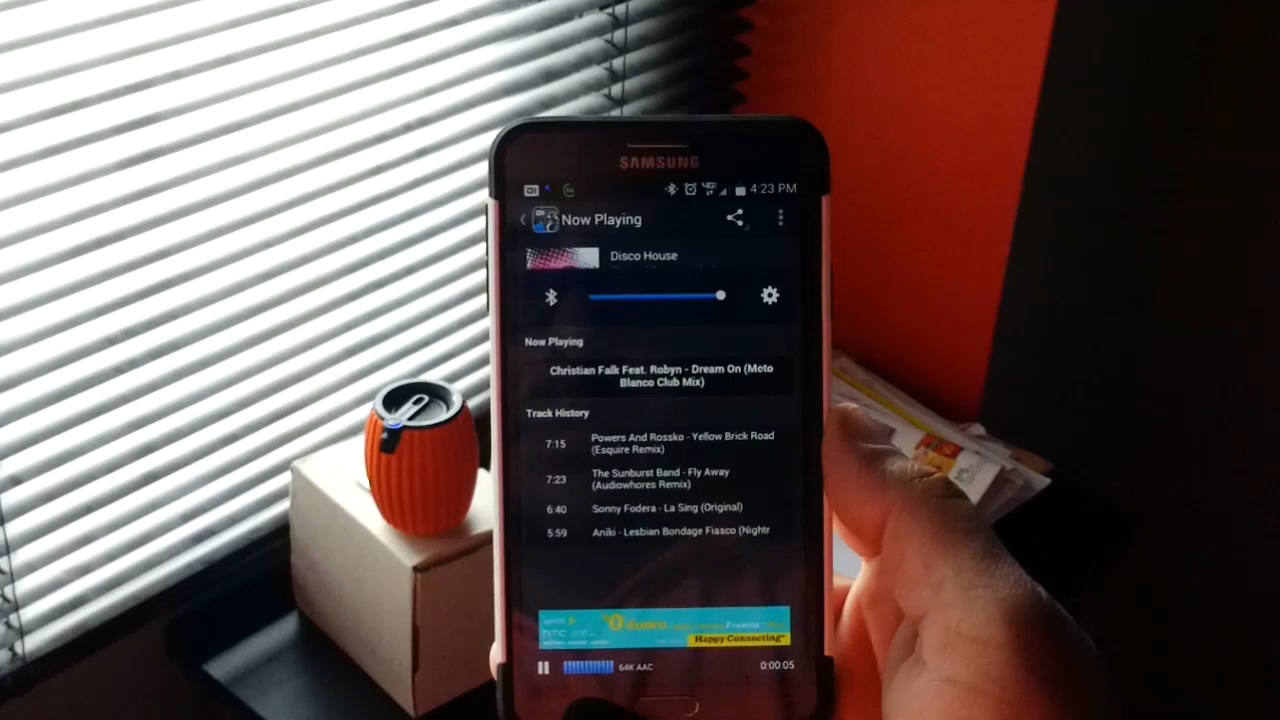 SAMSUNG
4:23 PM
Now Playing
Disco House
Now Playing
Christian Falk Feat. Robyn - Dream On (Moto
Blanco Club Mix)
Track History
7:15 Powers And Rossko - Yellow Brick Road
(Esquire Remix)
7:23 The Sunburst Band - Fly Away
(Audiowhores Remix)
6:40 Sonny Fodera - La Sing (Original)
5:59 Aniki - Lesbian Bondage Fiasco (Nightr
Happy Connecting
64K AAC 0:00:05